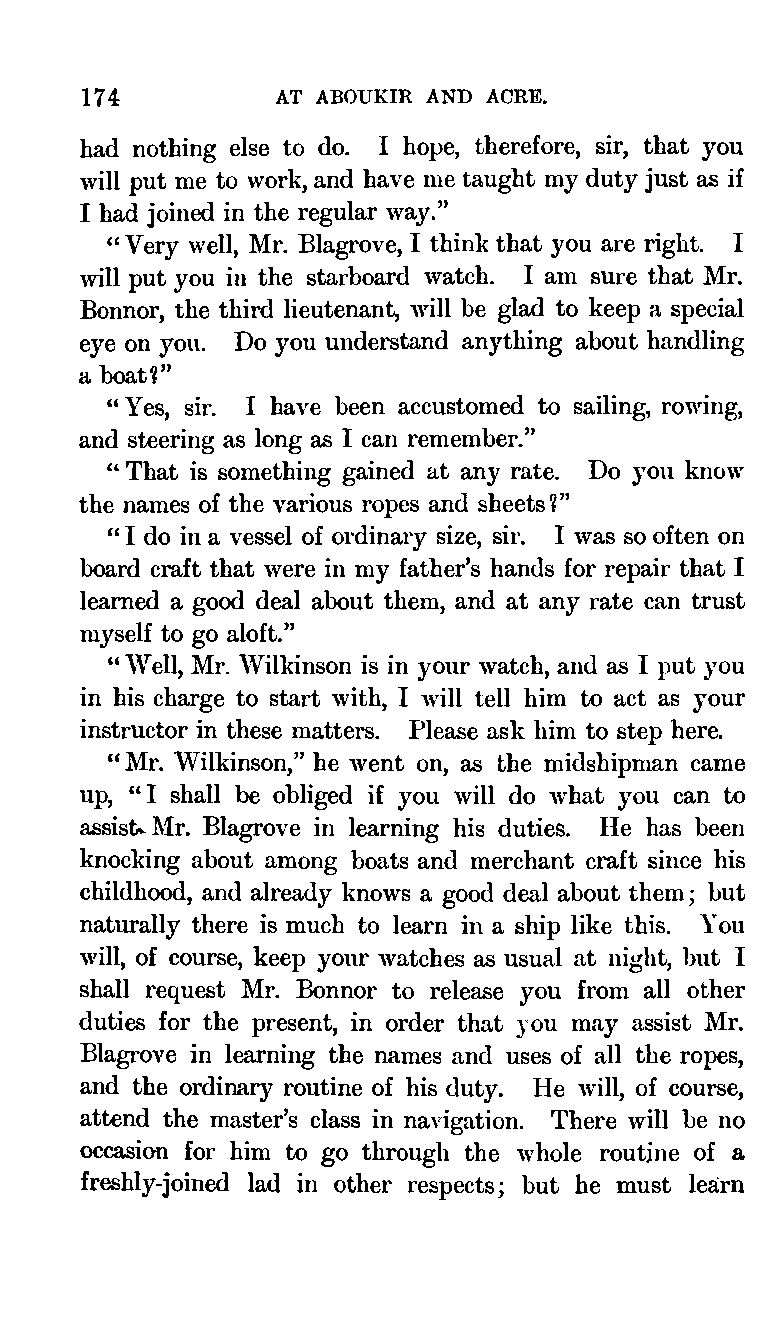 174 AT ABOUKIR AND ACRE.
had nothing else to do. I hope, therefore, sir, that you
will put me to work, and have me taught my duty just as if
I had joined in the regular way.”
“Very well, Mr. Blagrove, I think that you are right. I
will put you in the starboard watch. I am sure that Mr.
Bonnor, the third lieutenant, will be glad to keep a special
eye on you. Do you understand anything about handling
a boat?”
“Yes, sir. I have been accustomed to sailing, rowing,
and steering as long as I can remember.”
“That is something gained at any rate. Do you know
the names of the various ropes and sheets?”
“I do in a vessel of ordinary size, sir. I was so often on
board craft that were in my father’s hands for repair that I
learned a good deal about them, and at any rate can trust
myself to go aloft.”
“Well, Mr. Wilkinson is in your watch, and as I put you
in his charge to start with, I will tell him to act as your
instructor in these matters. Please ask him to step here.
“Mr. Wilkinson,” he went on, as the midshipman came
up, “I shall be obliged if you will do what you can to
assist Mr. Blagrove in learning his duties. He has been
knocking about among boats and merchant craft since his
childhood, and already knows a good deal about them; but
naturally there is much to learn in a ship like this. You
will, of course, keep your watches as usual at night, but I
shall request Mr. Bonnor to release you from all other
duties for the present, in order that you may assist Mr.
Blagrove in learning the names and uses of all the ropes,
and the ordinary routine of his duty. He will, of course,
attend the master’s class in navigation. There will be no
occasion for him to go through the whole routine of a
freshly-joined lad in other respects; but he must learn